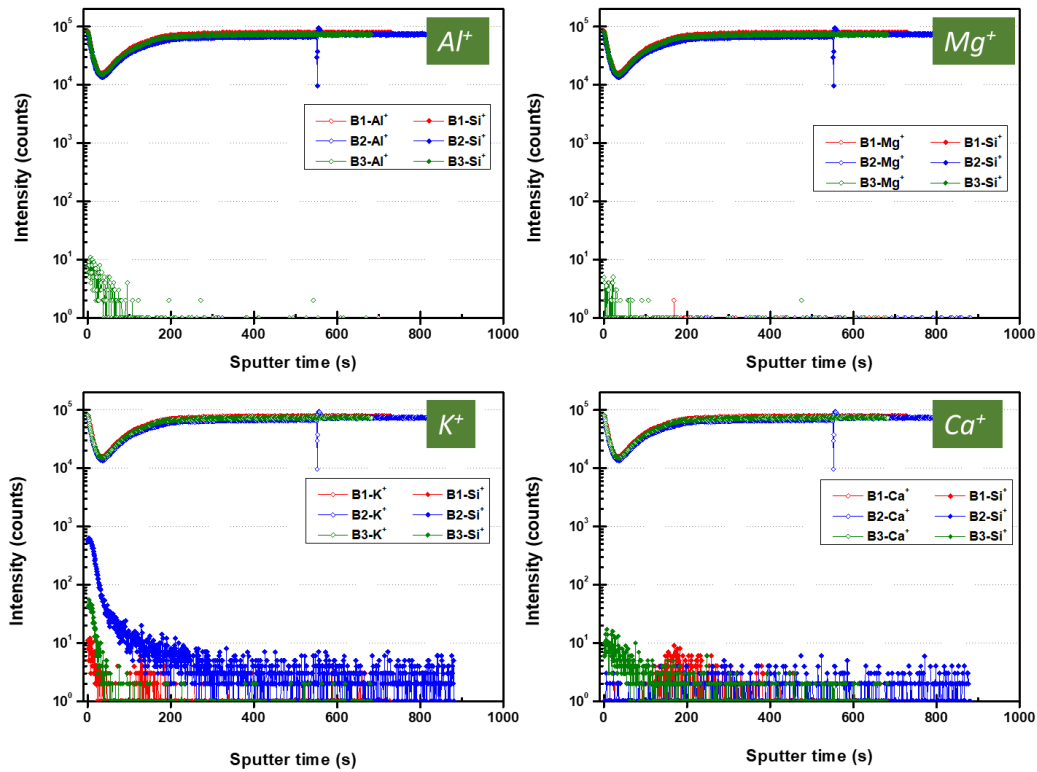 Intensity (counts)
10⁵
10⁴
10³
10²
10¹
10⁰
Al⁺
B1-Al⁺ B1-Si⁺
B2-Al⁺ B2-Si⁺
B3-Al⁺ B3-Si⁺
0 200 400 600 800 1000
Sputter time (s)
Intensity (counts)
10⁵
10⁴
10³
10²
10¹
10⁰
Mg⁺
B1-Mg⁺ B1-Si⁺
B2-Mg⁺ B2-Si⁺
B3-Mg⁺ B3-Si⁺
0 200 400 600 800 1000
Sputter time (s)
Intensity (counts)
10⁵
10⁴
10³
10²
10¹
10⁰
K⁺
B1-K⁺ B1-Si⁺
B2-K⁺ B2-Si⁺
B3-K⁺ B3-Si⁺
0 200 400 600 800 1000
Sputter time (s)
Intensity (counts)
10⁵
10⁴
10³
10²
10¹
10⁰
Ca⁺
B1-Ca⁺ B1-Si⁺
B2-Ca⁺ B2-Si⁺
B3-Ca⁺ B3-Si⁺
0 200 400 600 800 1000
Sputter time (s)